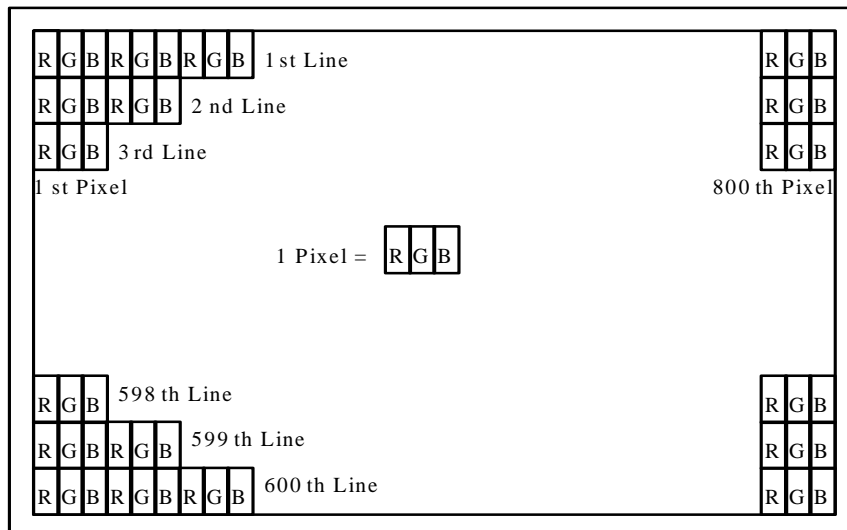 R G B R G B R G B 1 st Line R G B
R G B R G B 2 nd Line R G B
R G B 3 rd Line R G B
1 st Pixel 800 th Pixel
1 Pixel = R G B
R G B 598 th Line R G B
R G B R G B 599 th Line R G B
R G B R G B R G B 600 th Line R G B